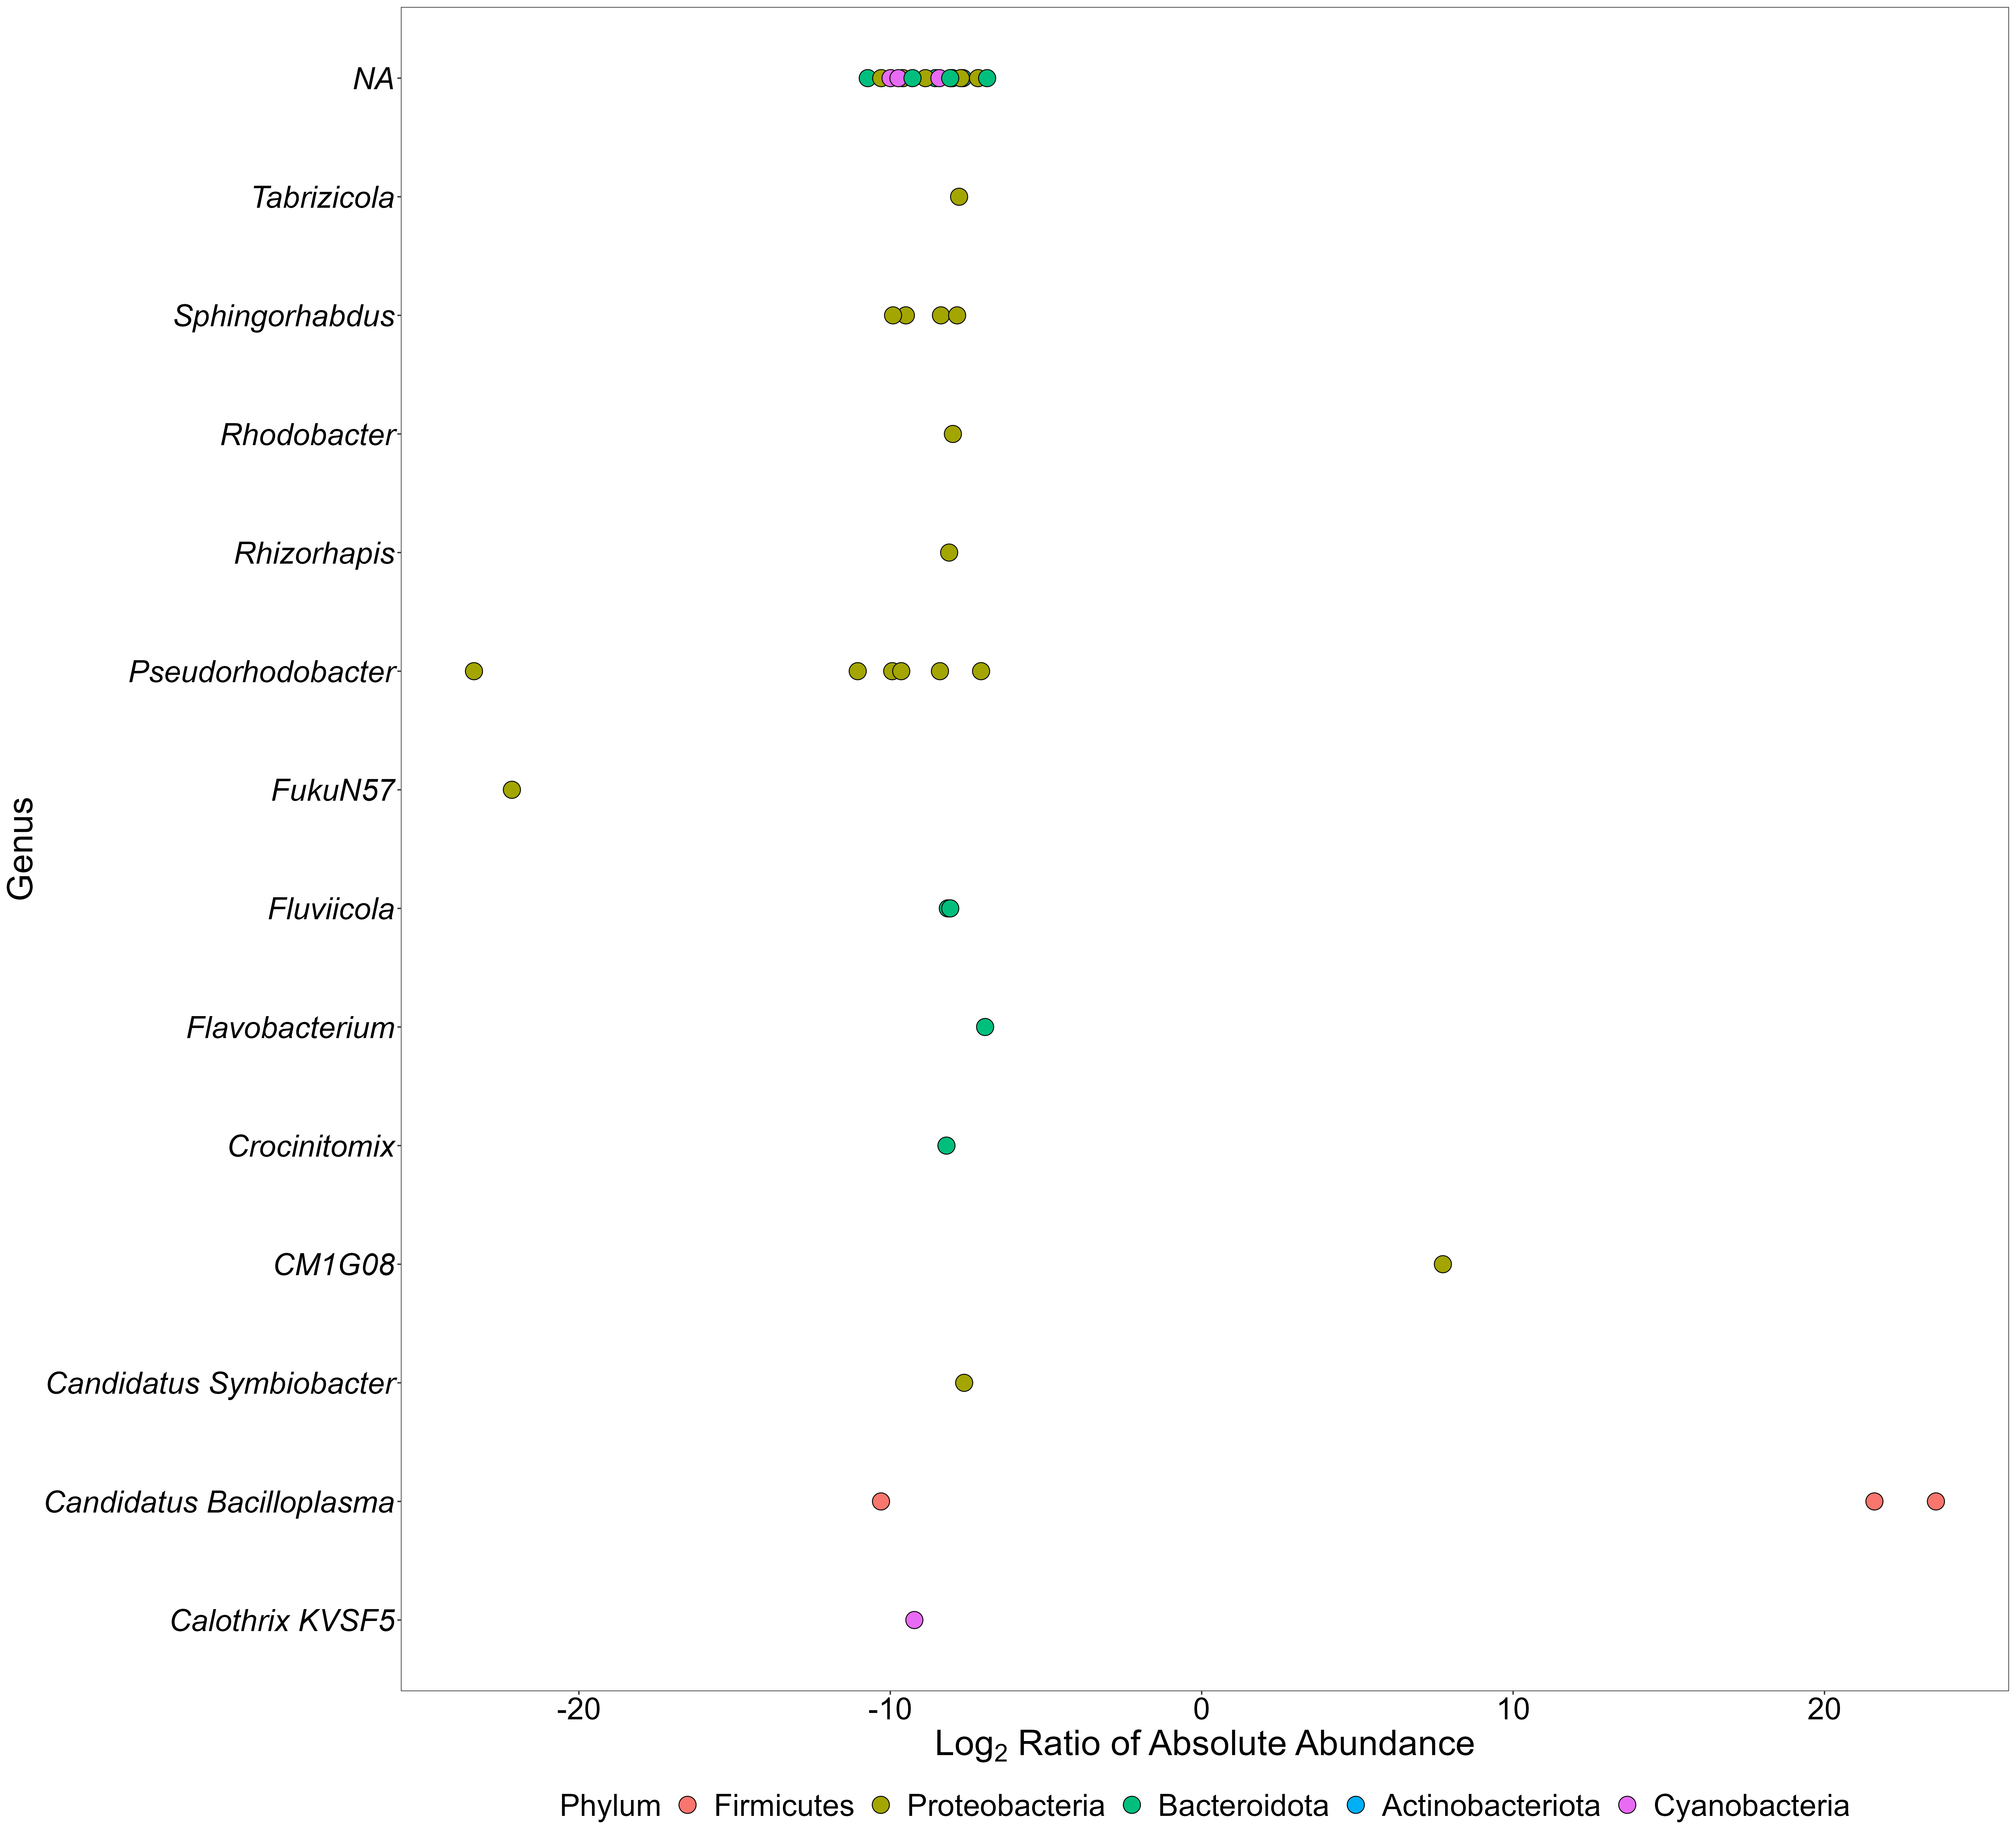 NA
Tabrizicola
Sphingorhabdus
Rhodobacter
Rhizorhapis
Pseudorhodobacter
FukuN57
Fluviicola
Flavobacterium
Crocinitomix
CM1G08
Candidatus Symbiobacter
Candidatus Bacilloplasma
Calothrix KVSF5
Genus
-20 -10 0 10 20
Log₂ Ratio of Absolute Abundance
Phylum Firmicutes Proteobacteria Bacteroidota Actinobacteriota Cyanobacteria